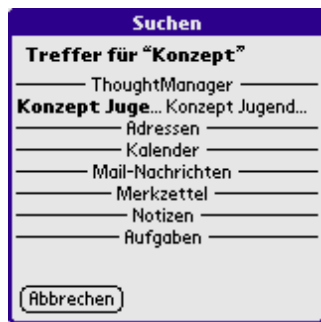 Suchen
Treffer für “Konzept”
ThoughtManager
Konzept Juge... Konzept Jugend...
Adressen
Kalender
Mail-Nachrichten
Merkzettel
Notizen
Aufgaben
Abbrechen